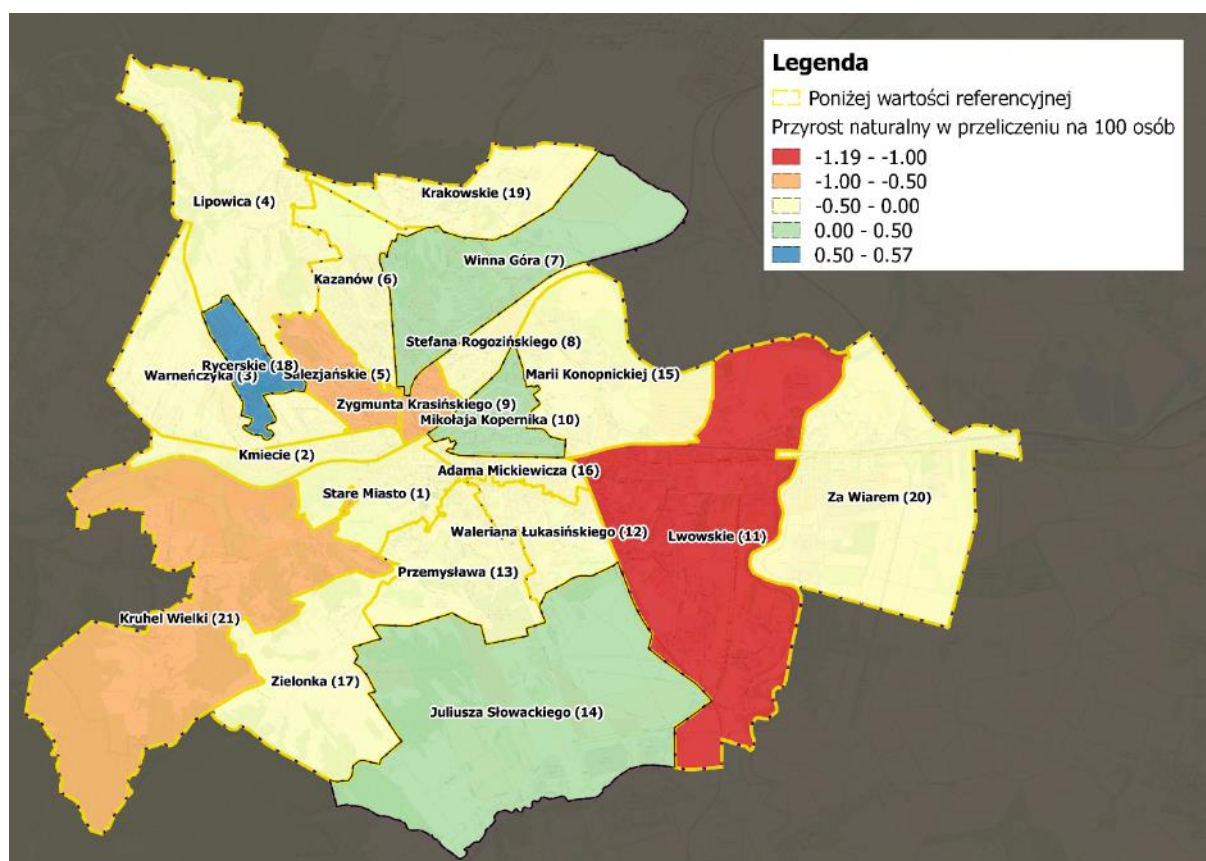 Legenda
Poniżej wartości referencyjnej
Przyrost naturalny w przeliczeniu na 100 osób
-1.19 - -1.00
-1.00 - -0.50
-0.50 - 0.00
0.00 - 0.50
0.50 - 0.57
Krakowskie (19)
Lipowica (4)
Winna Góra (7)
Kazanów (6)
Stefana Rogozińskiego (8)
Rycerskie (18)
Warneńczyka (3)
Salezjańskie (5)
Marii Konopnickiej (15)
Zygmunta Krasińskiego (9)
Mikołaja Kopernika (10)
Kmiecie (2)
Adama Mickiewicza (16)
Stare Miasto (1)
Za Wiarem (20)
Waleriana Łukasińskiego (12)
Lwowskie (11)
Przemysława (13)
Kruhel Wielki (21)
Zielonka (17)
Juliusza Słowackiego (14)